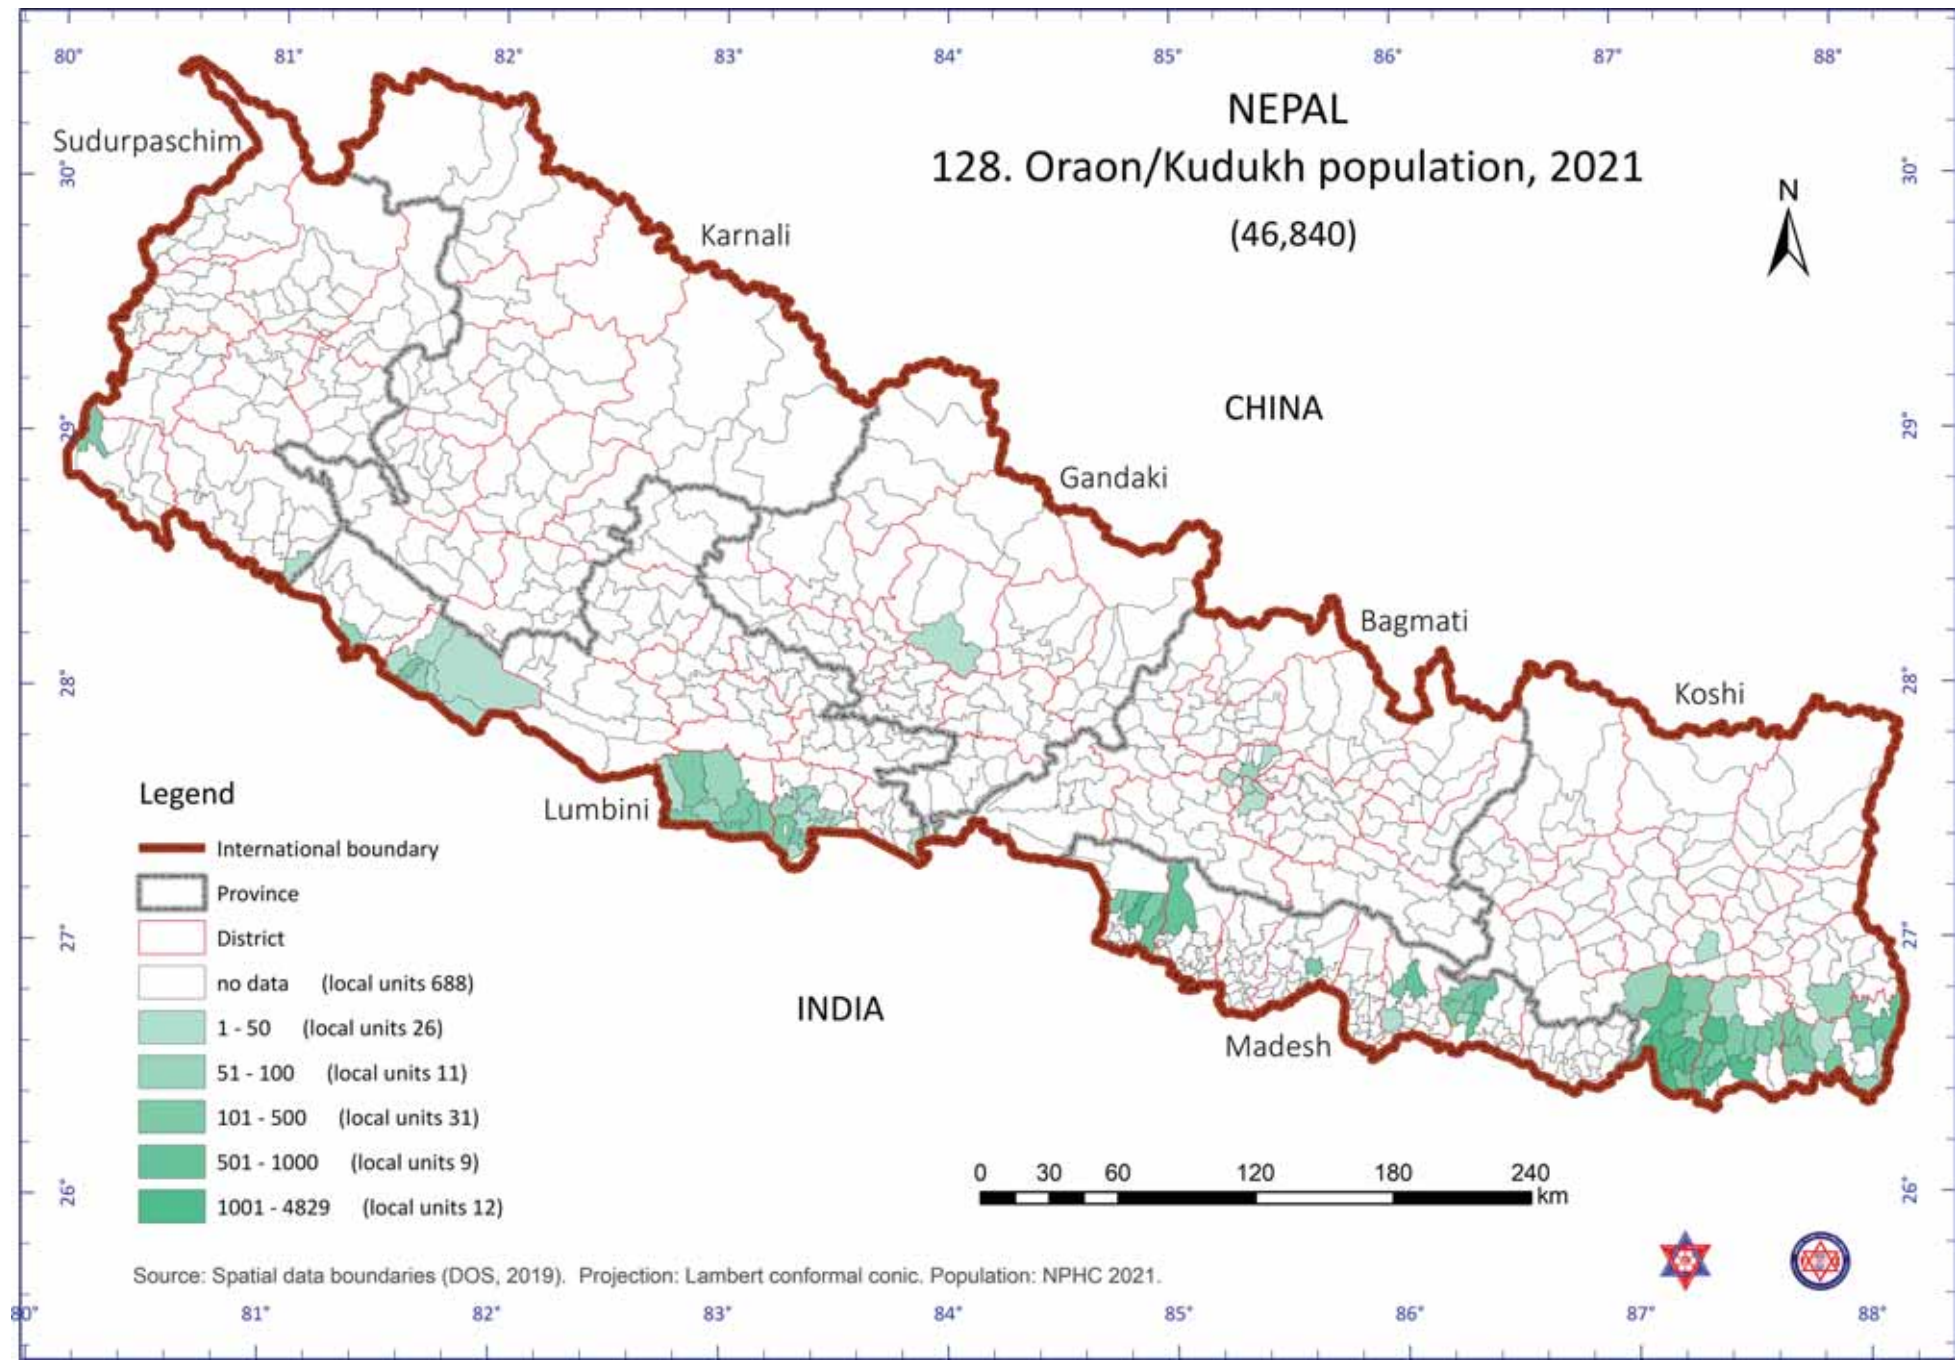 80° 81° 82° 83° 84° 85° 86° 87° 88°
NEPAL
128. Oraon/Kudukh population, 2021
(46,840)
N
Sudurpaschim
30° 30°
Karnali
CHINA
29° 29°
Gandaki
Bagmati
28° 28°
Koshi
Lumbini
27° 27°
INDIA
Madesh
26° 26°
Legend
International boundary
Province
District
no data (local units 688)
1 - 50 (local units 26)
51 - 100 (local units 11)
101 - 500 (local units 31)
501 - 1000 (local units 9)
1001 - 4829 (local units 12)
0 30 60 120 180 240
km
Source: Spatial data boundaries (DOS, 2019). Projection: Lambert conformal conic. Population: NPHC 2021.
80° 81° 82° 83° 84° 85° 86° 87° 88°